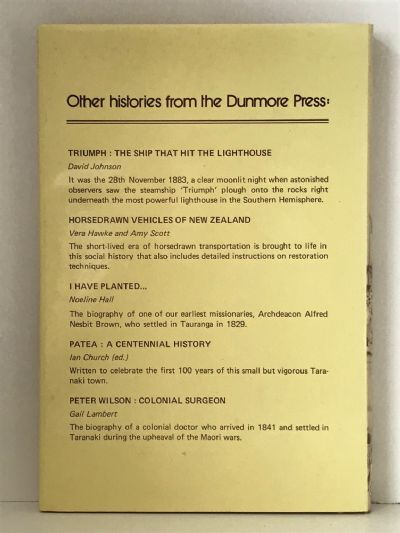 Other histories from the Dunmore Press:
TRIUMPH : THE SHIP THAT HIT THE LIGHTHOUSE
David Johnson
It was the 28th November 1883, a clear moonlit night when astonished
observers saw the steamship 'Triumph' plough onto the rocks right
underneath the most powerful lighthouse in the Southern Hemisphere.
HORSEDRAWN VEHICLES OF NEW ZEALAND
Vera Hawke and Amy Scott
The short-lived era of horsedrawn transportation is brought to life in
this social history that also includes detailed instructions on restoration
techniques.
I HAVE PLANTED...
Noeline Hall
The biography of one of our earliest missionaries, Archdeacon Alfred
Nesbit Brown, who settled in Tauranga in 1829.
PATEA : A CENTENNIAL HISTORY
Ian Church (ed.)
Written to celebrate the first 100 years of this small but vigorous Tara-
naki town.
PETER WILSON : COLONIAL SURGEON
Gail Lambert
The biography of a colonial doctor who arrived in 1841 and settled in
Taranaki during the upheaval of the Maori wars.